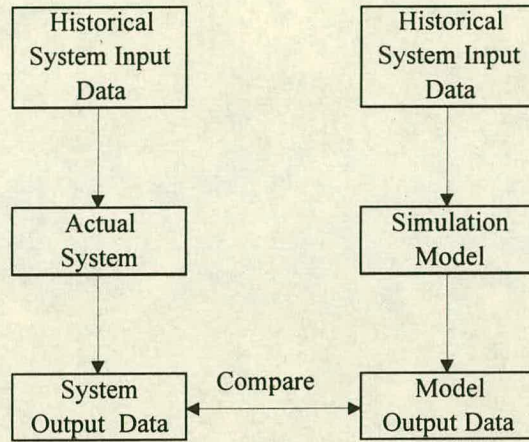 Historical
System Input
Data
Historical
System Input
Data
Actual
System
Simulation
Model
System
Output Data
Compare
Model
Output Data